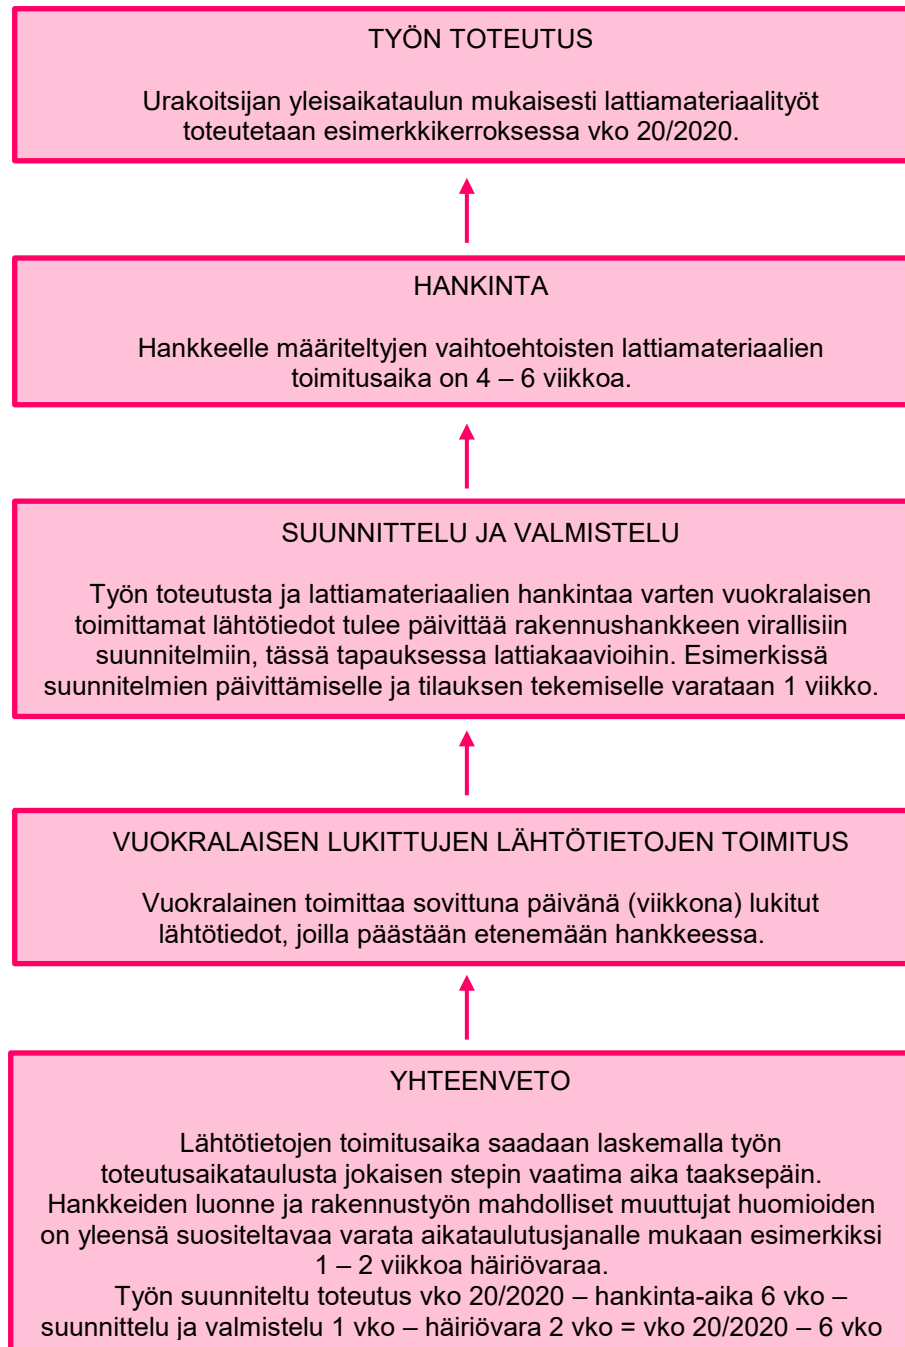 TYÖN TOTEUTUS
Urakoitsijan yleisaikataulun mukaisesti lattiamateriaalityöt
toteutetaan esimerkkikerroksessa vko 20/2020.
HANKINTA
Hankkeelle määriteltyjen vaihtoehtoisten lattiamateriaalien
toimitusaika on 4 – 6 viikkoa.
SUUNNITTELU JA VALMISTELU
Työn toteutusta ja lattiamateriaalien hankintaa varten vuokralaisen
toimittamat lähtötiedot tulee päivittää rakennushankkeen virallisiin
suunnitelmiin, tässä tapauksessa lattiakaavioihin. Esimerkissä
suunnitelmien päivittämiselle ja tilauksen tekemiselle varataan 1 viikko.
VUOKRALAISEN LUKITTUJEN LÄHTÖTIETOJEN TOIMITUS
Vuokralainen toimittaa sovittuna päivänä (viikkona) lukitut
lähtötiedot, joilla päästään etenemään hankkeessa.
YHTEENVETO
Lähtötietojen toimitusaika saadaan laskemalla työn
toteutusaikataulusta jokaisen stepin vaatima aika taaksepäin.
Hankkeiden luonne ja rakennustyön mahdolliset muuttujat huomioiden
on yleensä suositeltavaa varata aikataulutusjanalle mukaan esimerkiksi
1 – 2 viikkoa häiriövaraa.
Työn suunniteltu toteutus vko 20/2020 – hankinta-aika 6 vko –
suunnittelu ja valmistelu 1 vko – häiriövara 2 vko = vko 20/2020 – 6 vko